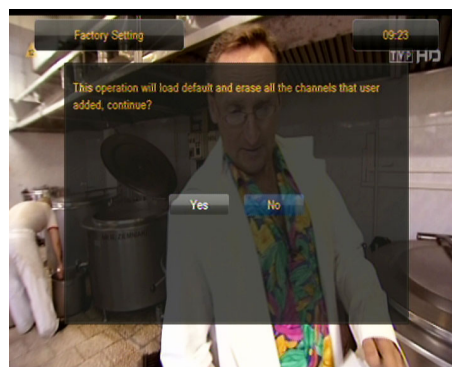 Factory Setting
09:23
TVP HD
This operation will load default and erase all the channels that user
added, continue?
Yes
No